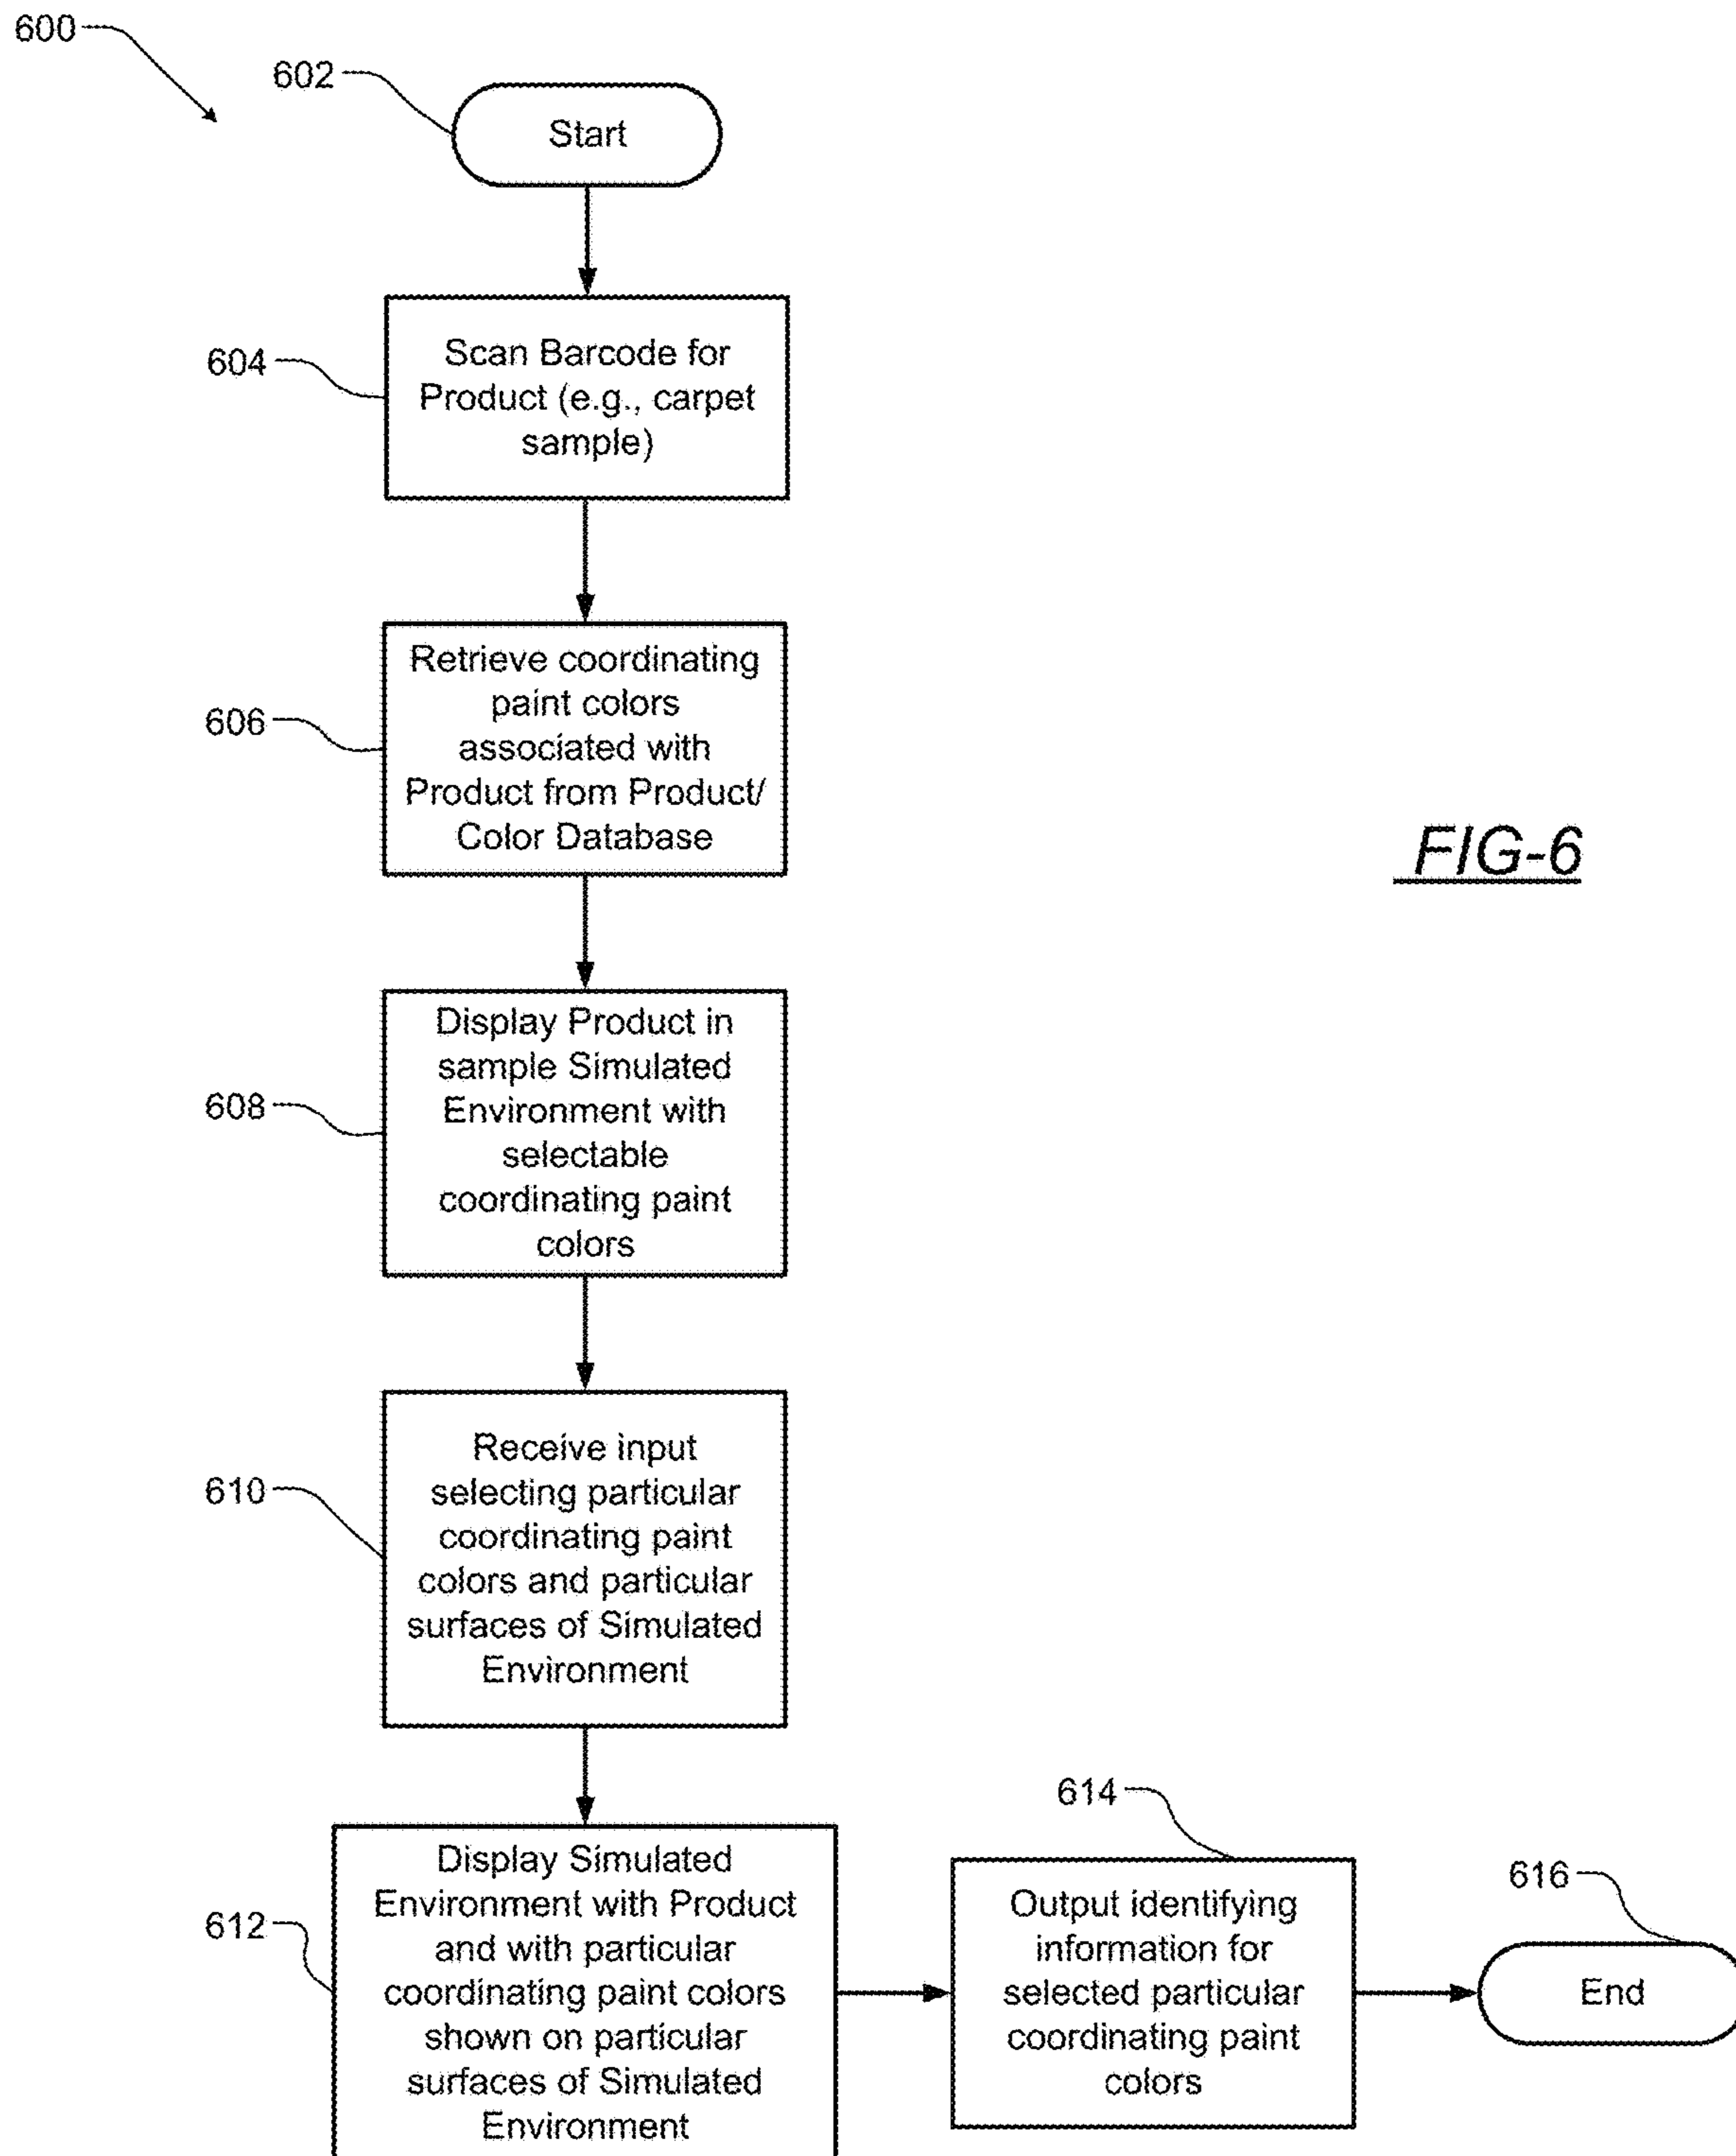 600
602
Start
604
Scan Barcode for
Product (e.g., carpet
sample)
606
Retrieve coordinating
paint colors
associated with
Product from Product/
Color Database
FIG-6
608
Display Product in
sample Simulated
Environment with
selectable
coordinating paint
colors
610
Receive input
selecting particular
coordinating paint
colors and particular
surfaces of Simulated
Environment
612
Display Simulated
Environment with Product
and with particular
coordinating paint colors
shown on particular
surfaces of Simulated
Environment
614
Output identifying
information for
selected particular
coordinating paint
colors
616
End